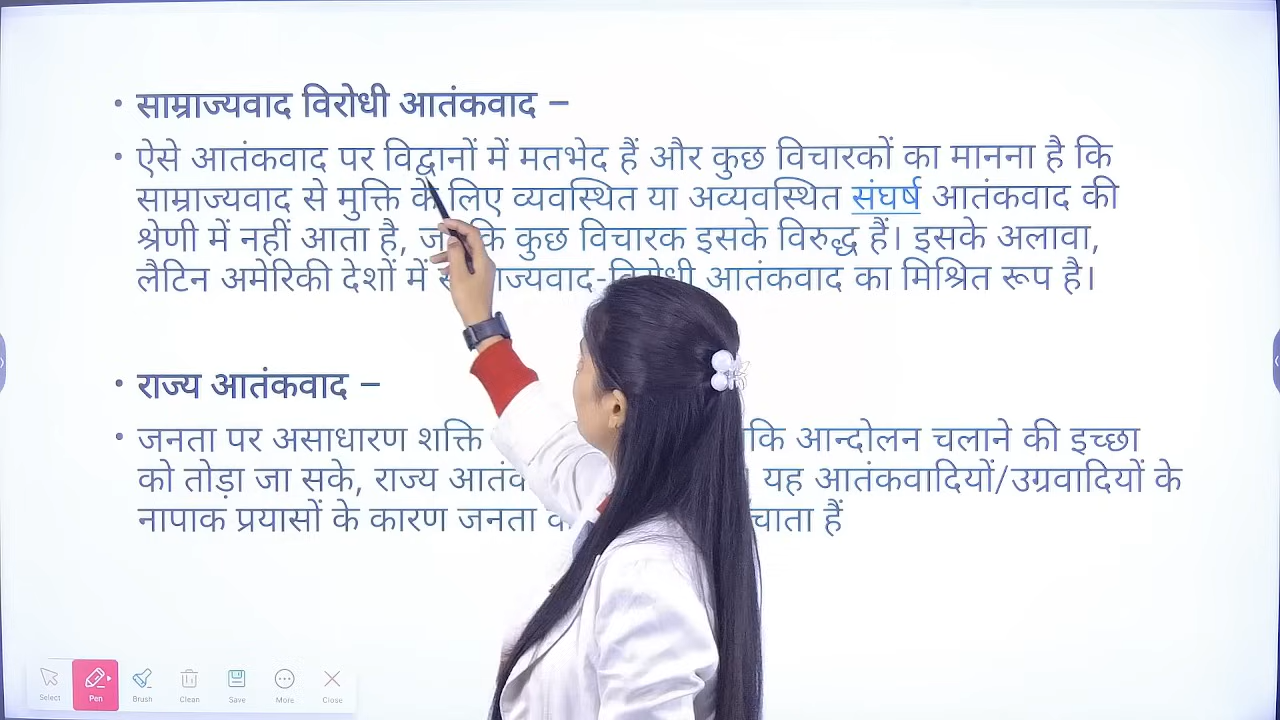 • साम्राज्यवाद विरोधी आतंकवाद –
• ऐसे आतंकवाद पर विद्वानों में मतभेद हैं और कुछ विचारकों का मानना है कि
साम्राज्यवाद से मुक्ति के लिए व्यवस्थित या अव्यवस्थित संघर्ष आतंकवाद की
श्रेणी में नहीं आता है, कुछ विचारक इसके विरुद्ध हैं। इसके अलावा,
लैटिन अमेरिकी देशों में आतंकवाद का मिश्रित रूप है।
• राज्य आतंकवाद –
• जनता पर असाधारण शक्ति आन्दोलन चलाने की इच्छा
को तोड़ा जा सके, राज्य यह आतंकवादियों/उग्रवादियों के
नापाक प्रयासों के कारण जनता हैं
Select Pen Brush Clean Save More Close